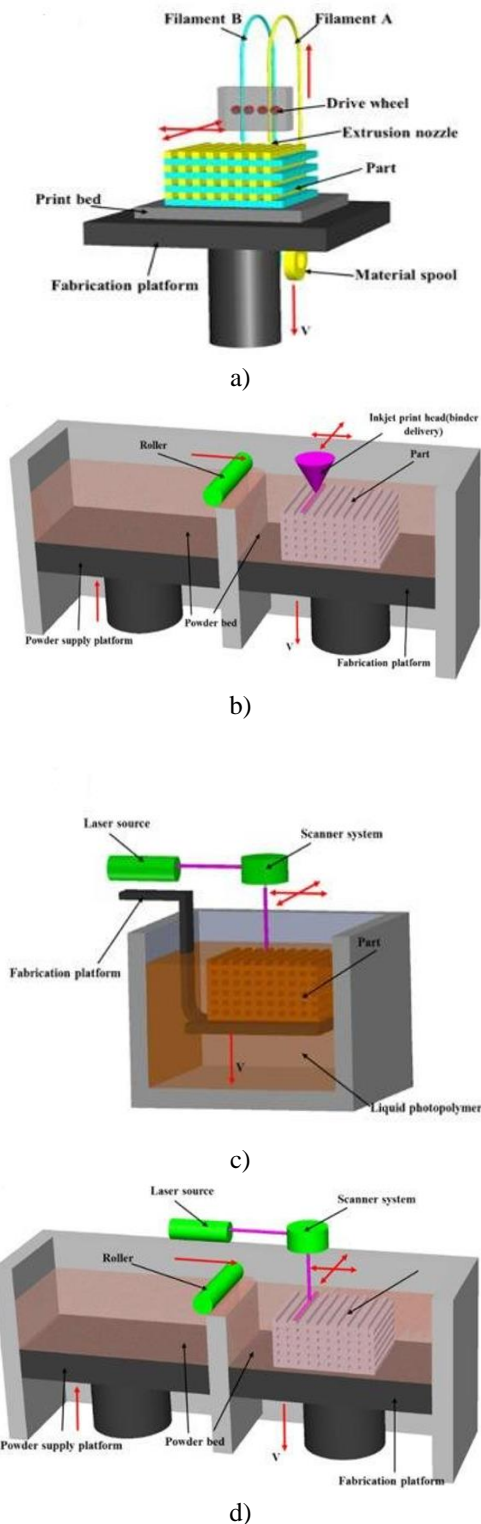 Filament B
Filament A
Drive wheel
Extrusion nozzle
Part
Print bed
Fabrication platform
Material spool
V
a)
Inkjet print head(binder
delivery)
Roller
Part
Powder supply platform
Powder bed
V
Fabrication platform
b)
Laser source
Scanner system
Fabrication platform
Part
V
Liquid photopolymer
c)
Laser source
Scanner system
Roller
Powder supply platform
Powder bed
V
Fabrication platform
d)